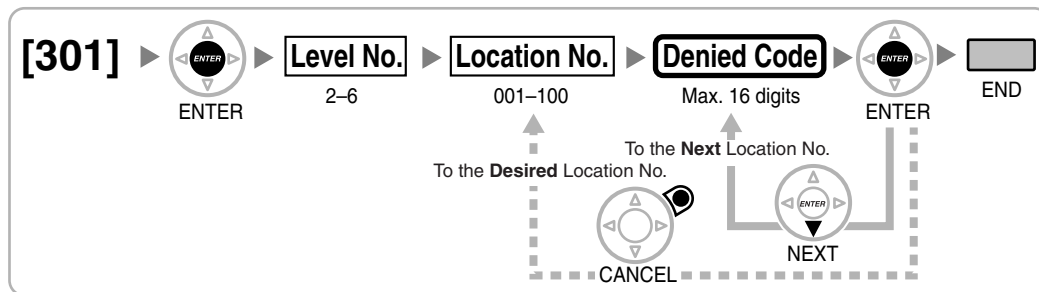 [301] ENTER Level No. Location No. Denied Code ENTER
ENTER 2–6 001–100 Max. 16 digits ENTER END
To the Next Location No.
To the Desired Location No.
ENTER
NEXT
CANCEL